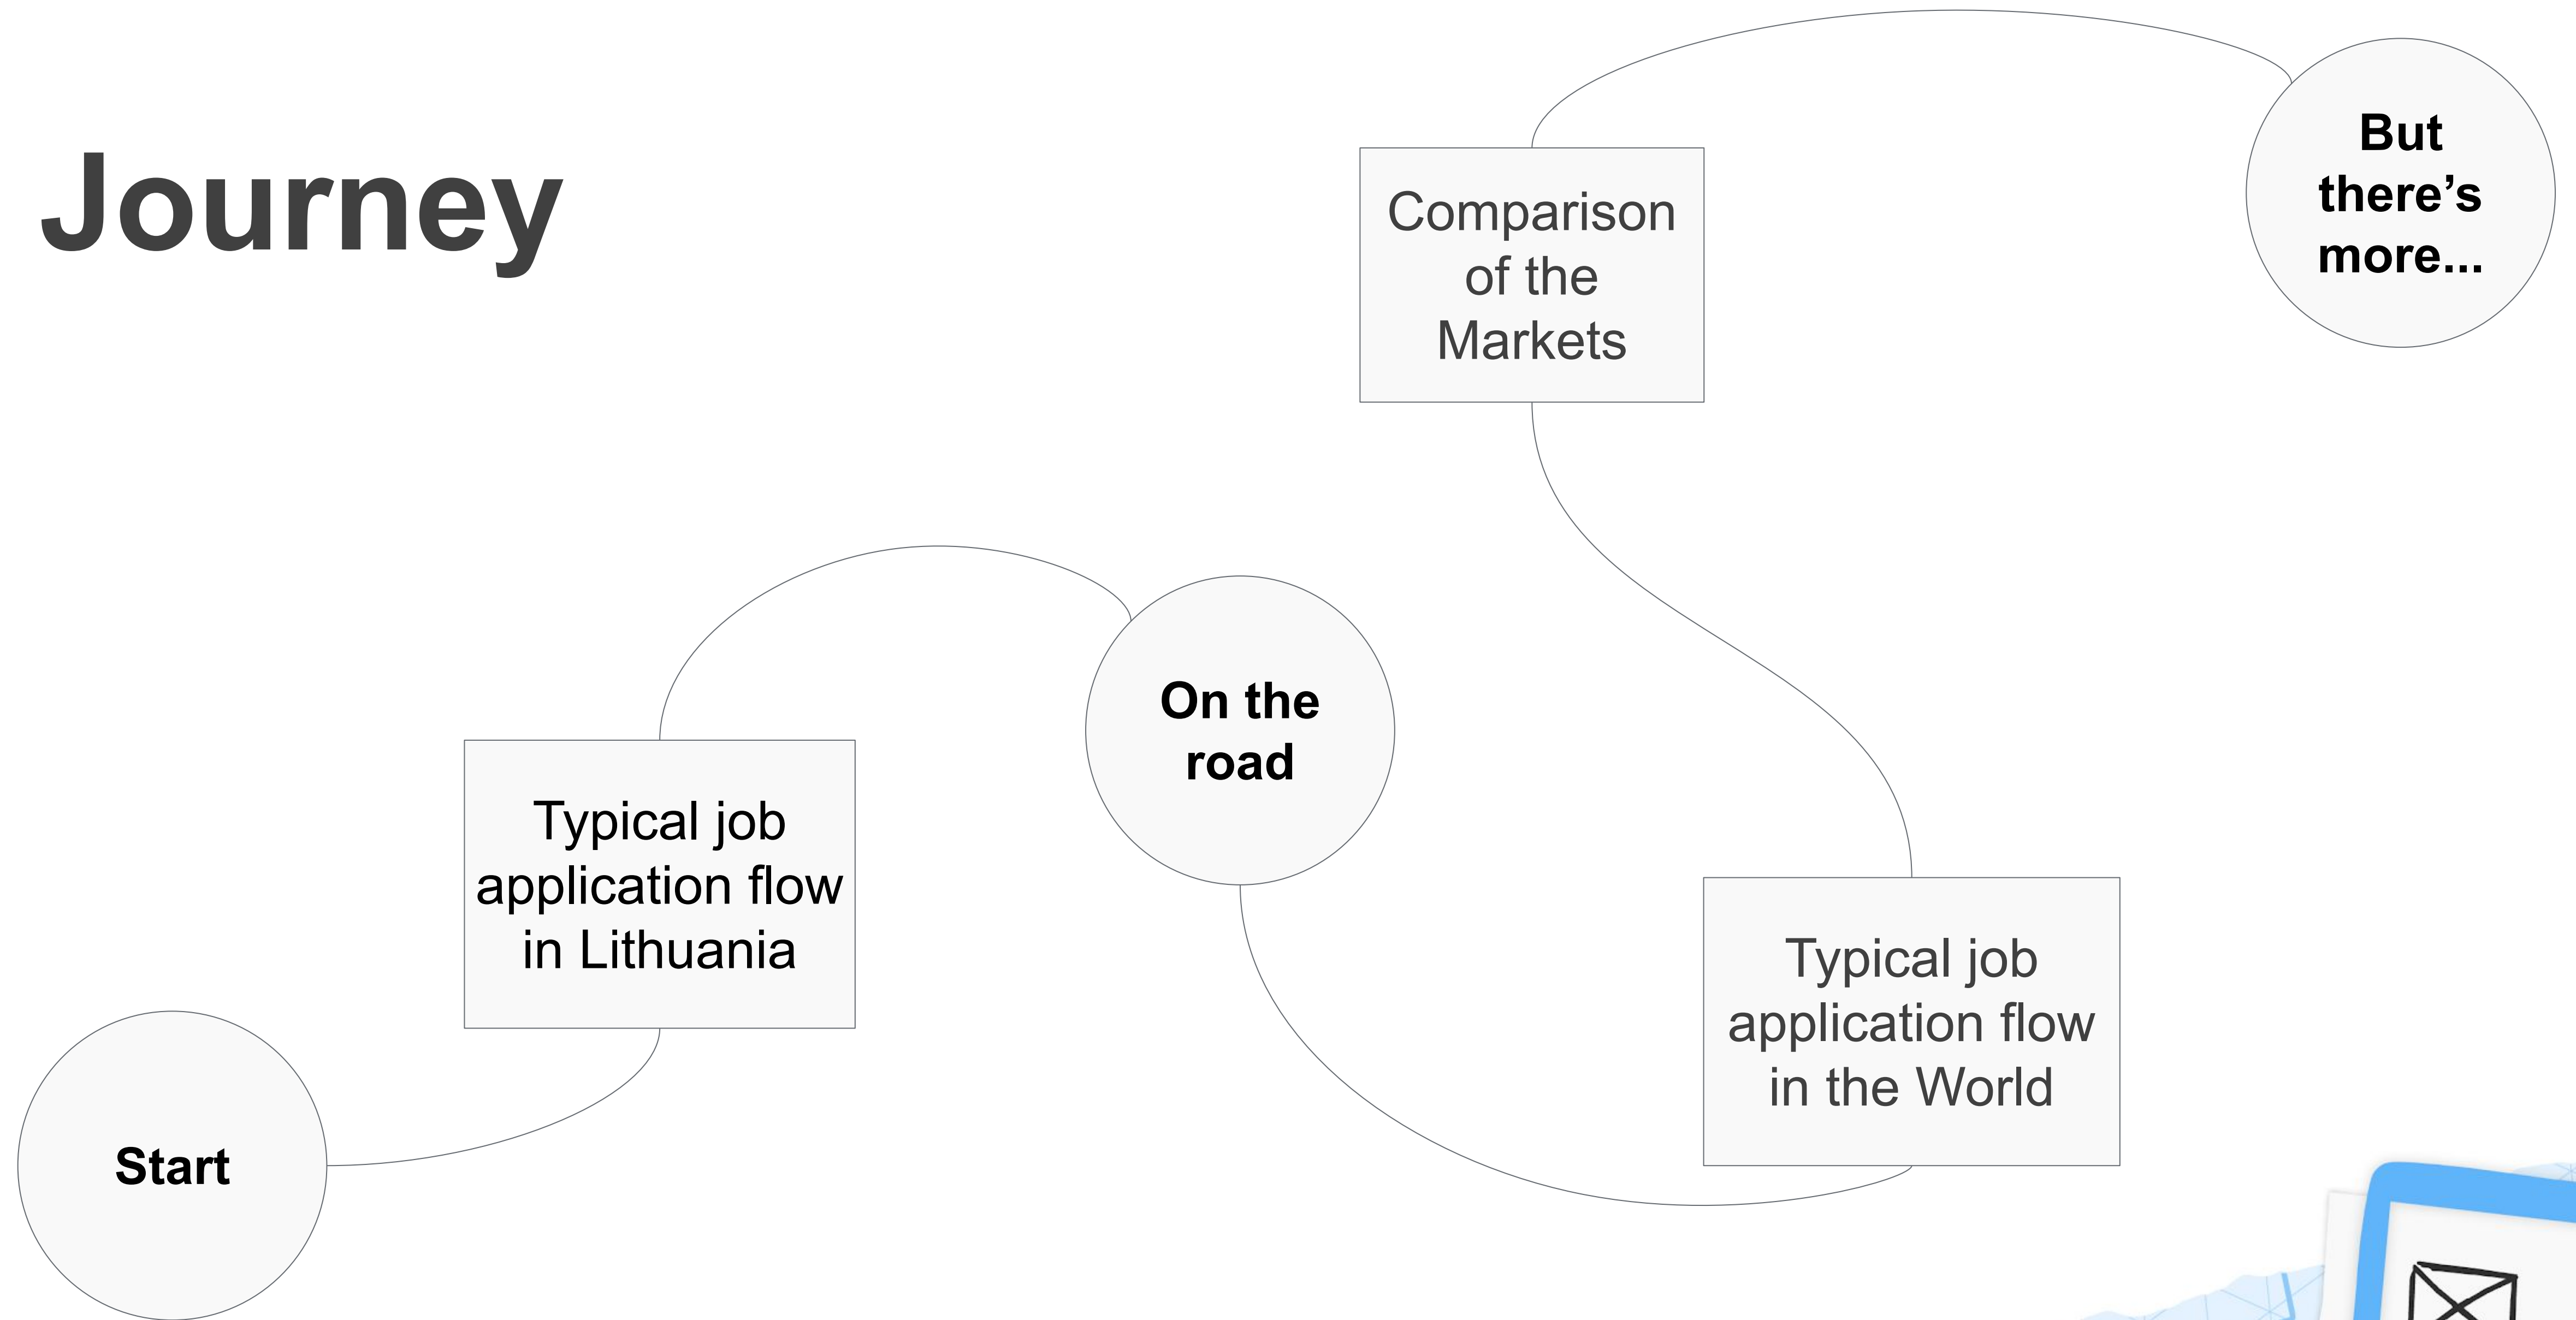 Journey
Start
Typical job
application flow
in Lithuania
On the
road
Typical job
application flow
in the World
Comparison
of the
Markets
But
there’s
more...